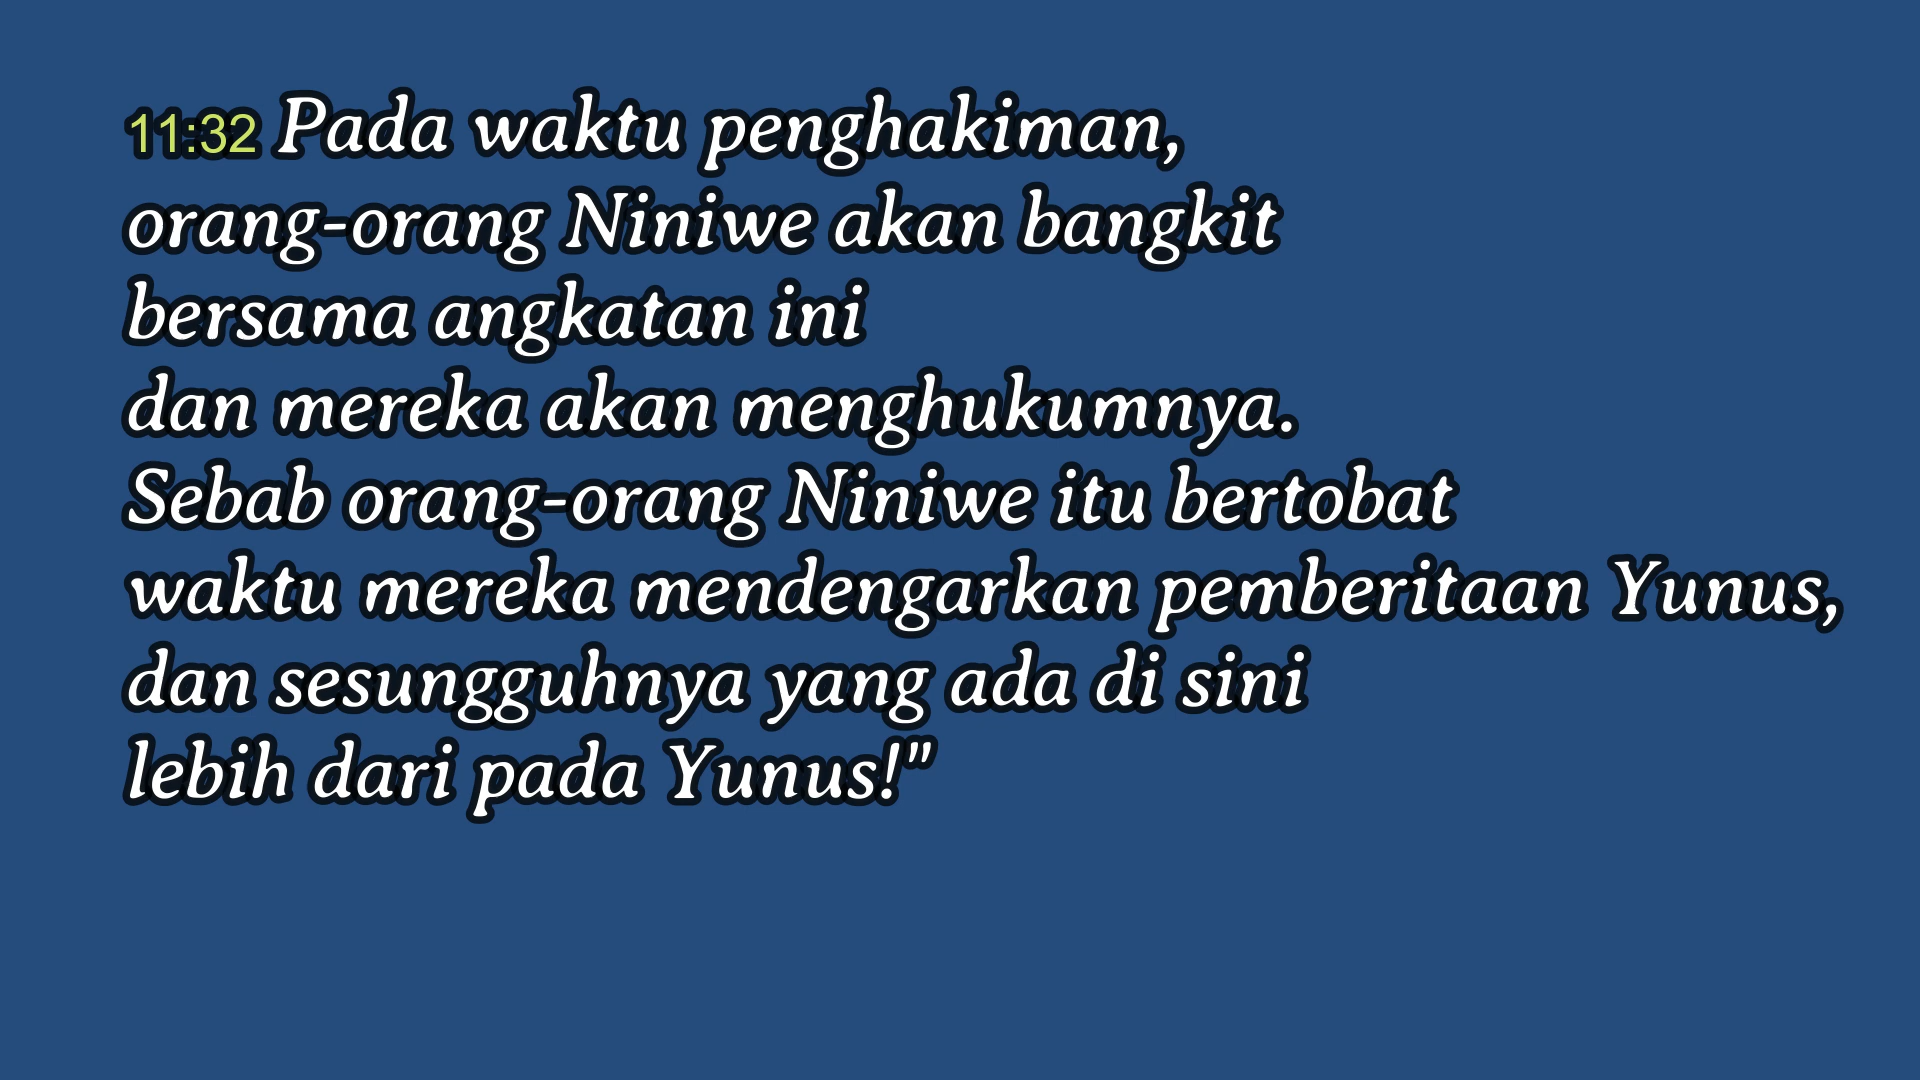 11:32 Pada waktu penghakiman,
orang-orang Niniwe akan bangkit
bersama angkatan ini
dan mereka akan menghukumnya.
Sebab orang-orang Niniwe itu bertobat
waktu mereka mendengarkan pemberitaan Yunus,
dan sesungguhnya yang ada di sini
lebih dari pada Yunus!"